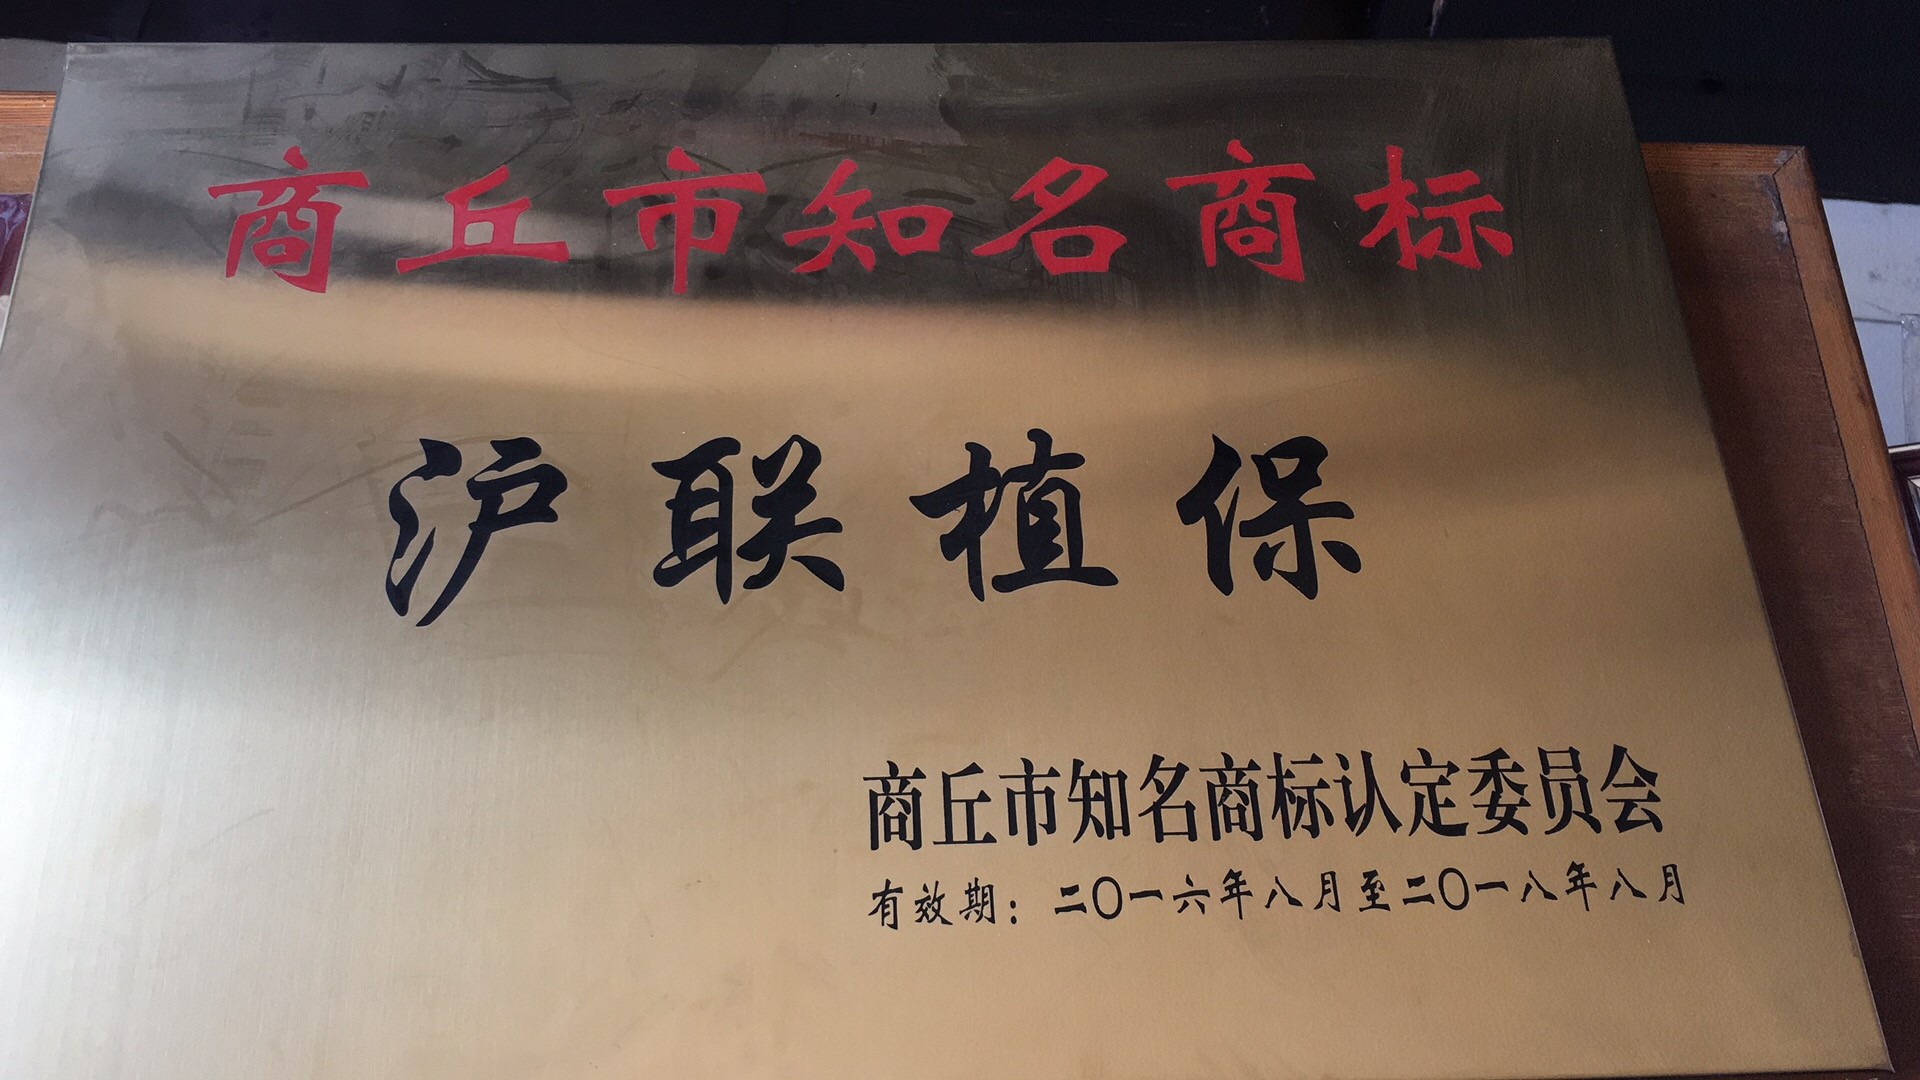 商丘市知名商标
沪联植保
商丘市知名商标认定委员会
有效期：二〇一六年八月至二〇一八年八月